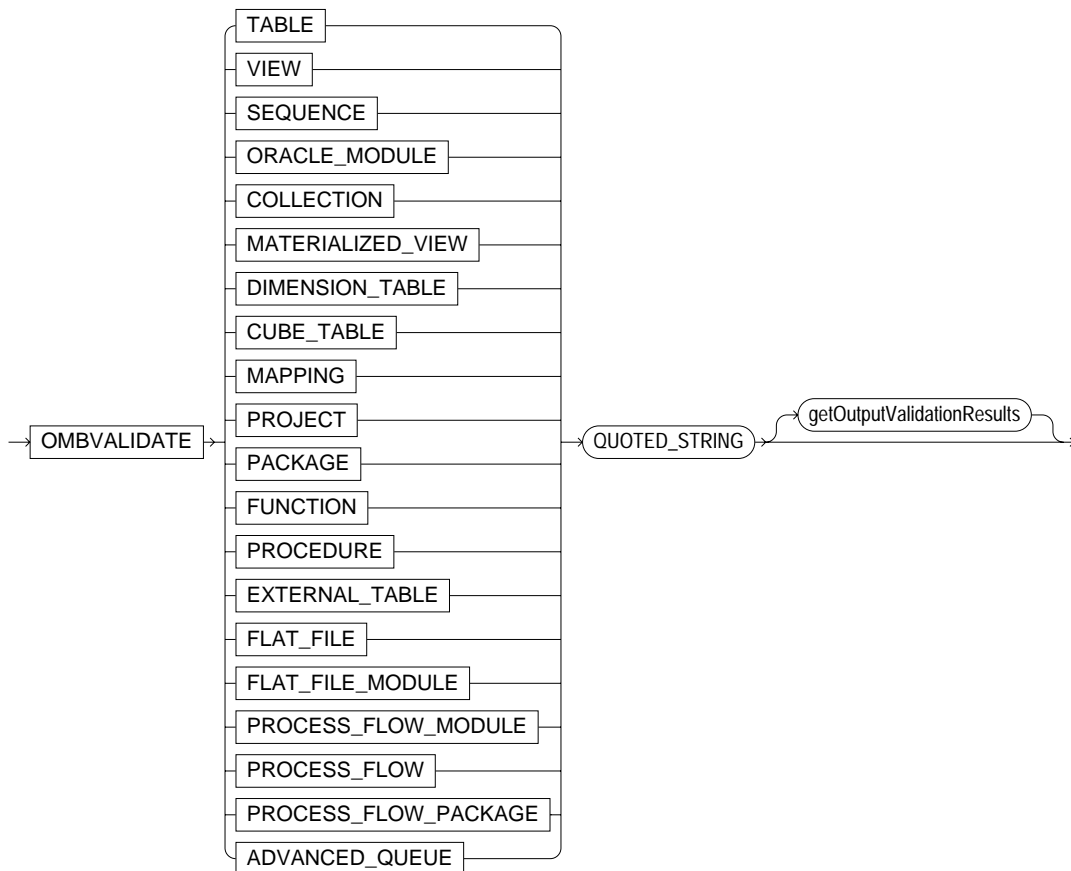 TABLE
VIEW
SEQUENCE
ORACLE_MODULE
COLLECTION
MATERIALIZED_VIEW
DIMENSION_TABLE
CUBE_TABLE
MAPPING
PROJECT
getOutputValidationResults
OMBVALIDATE
QUOTED_STRING
PACKAGE
FUNCTION
PROCEDURE
EXTERNAL_TABLE
FLAT_FILE
FLAT_FILE_MODULE
PROCESS_FLOW_MODULE
PROCESS_FLOW
PROCESS_FLOW_PACKAGE
ADVANCED_QUEUE